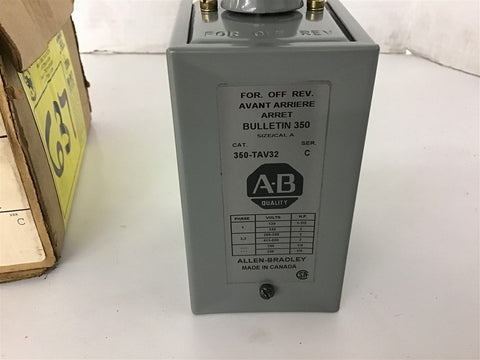 FOR O REV
FOR. OFF REV.
AVANT ARRIERE
ARRET
BULLETIN 350
SIZE/CAL A
CAT. SER.
350-TAV32 C
A-B
QUALITY
PHASE VOLTS H.P.
ALLEN-BRADLEY
MADE IN CANADA
637
C